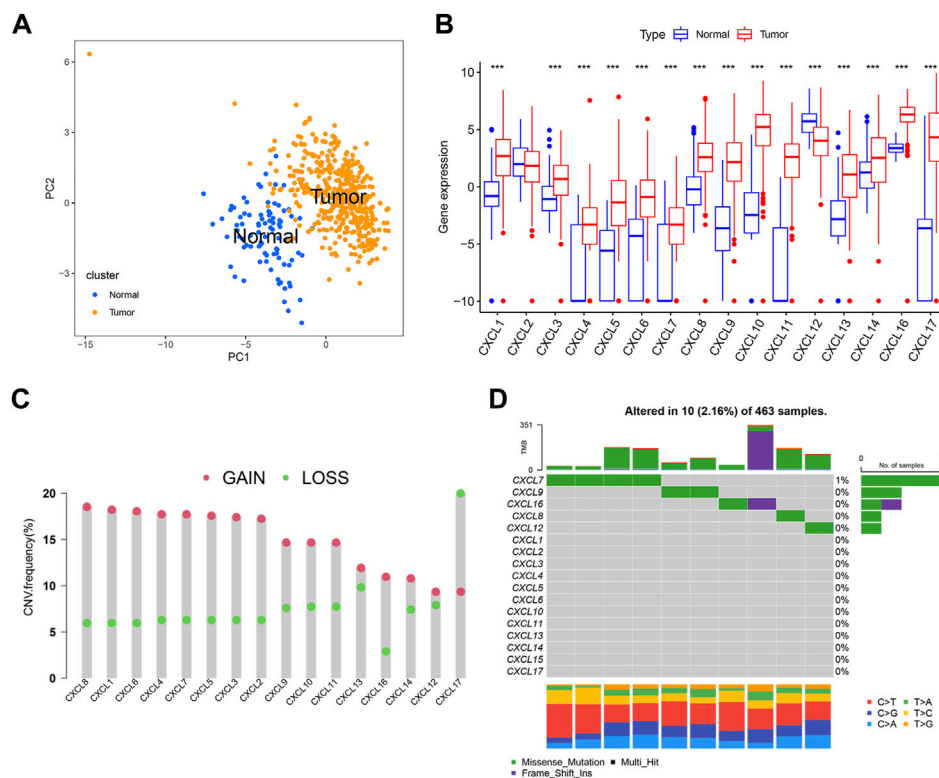 A
6
3
0
-3
PC2
Tumor
Normal
cluster
Normal
Tumor
-15
-10
-5
0
PC1
B
Type Normal Tumor
*** *** *** *** *** *** *** *** *** *** *** *** *** *** ***
10
5
0
-5
-10
Gene expression
CXCL1
CXCL2
CXCL3
CXCL4
CXCL5
CXCL6
CXCL7
CXCL8
CXCL9
CXCL10
CXCL11
CXCL12
CXCL13
CXCL14
CXCL16
CXCL17
C
GAIN LOSS
20
15
10
5
0
CNV.frequency(%)
CXCL8
CXCL1
CXCL6
CXCL4
CXCL7
CXCL5
CXCL3
CXCL2
CXCL9
CXCL10
CXCL11
CXCL13
CXCL16
CXCL14
CXCL12
CXCL17
D
Altered in 10 (2.16%) of 463 samples.
351
0
TMB
0
No. of samples
CXCL7 1%
CXCL9 0%
CXCL16 0%
CXCL8 0%
CXCL12 0%
CXCL1 0%
CXCL2 0%
CXCL3 0%
CXCL4 0%
CXCL5 0%
CXCL6 0%
CXCL10 0%
CXCL11 0%
CXCL13 0%
CXCL14 0%
CXCL15 0%
CXCL17 0%
C>T T>A
C>G T>C
C>A T>G
Missense_Mutation Multi_Hit
Frame_Shift_Ins